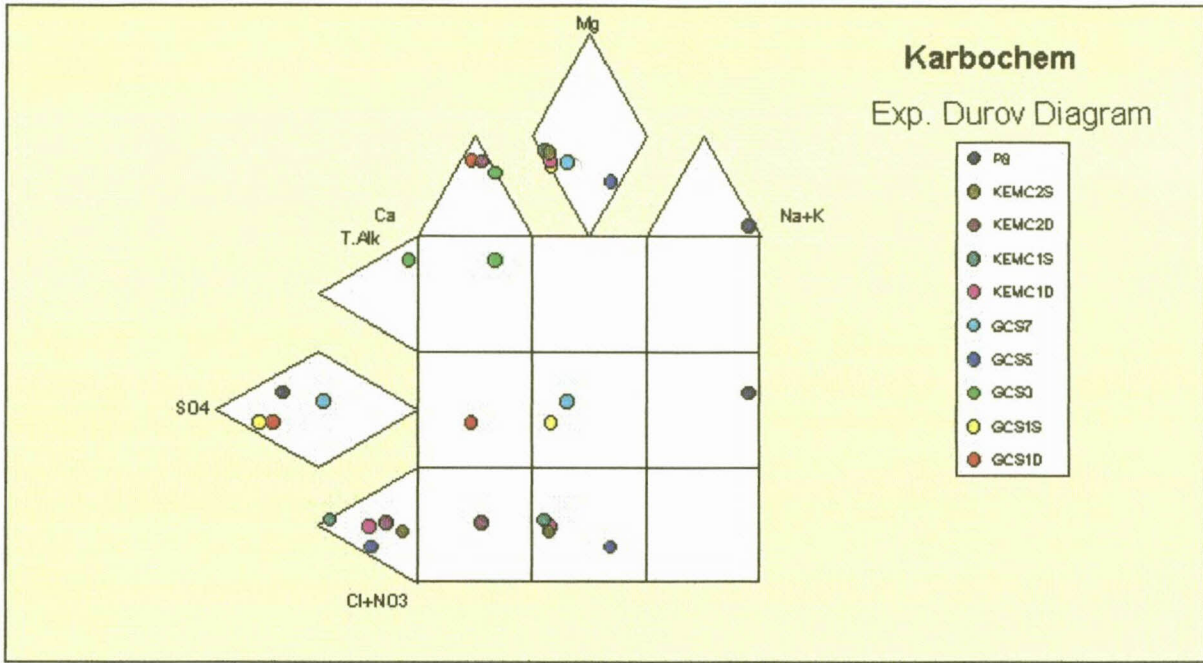 Mg
Karbochem
Exp. Durov Diagram
Ca
Na+K
T.Alk
SO4
Cl+NO3
P9
KEMC2S
KEMC2D
KEMC1S
KEMC1D
GCS7
GCS5
GCS3
GCS1S
GCS1D